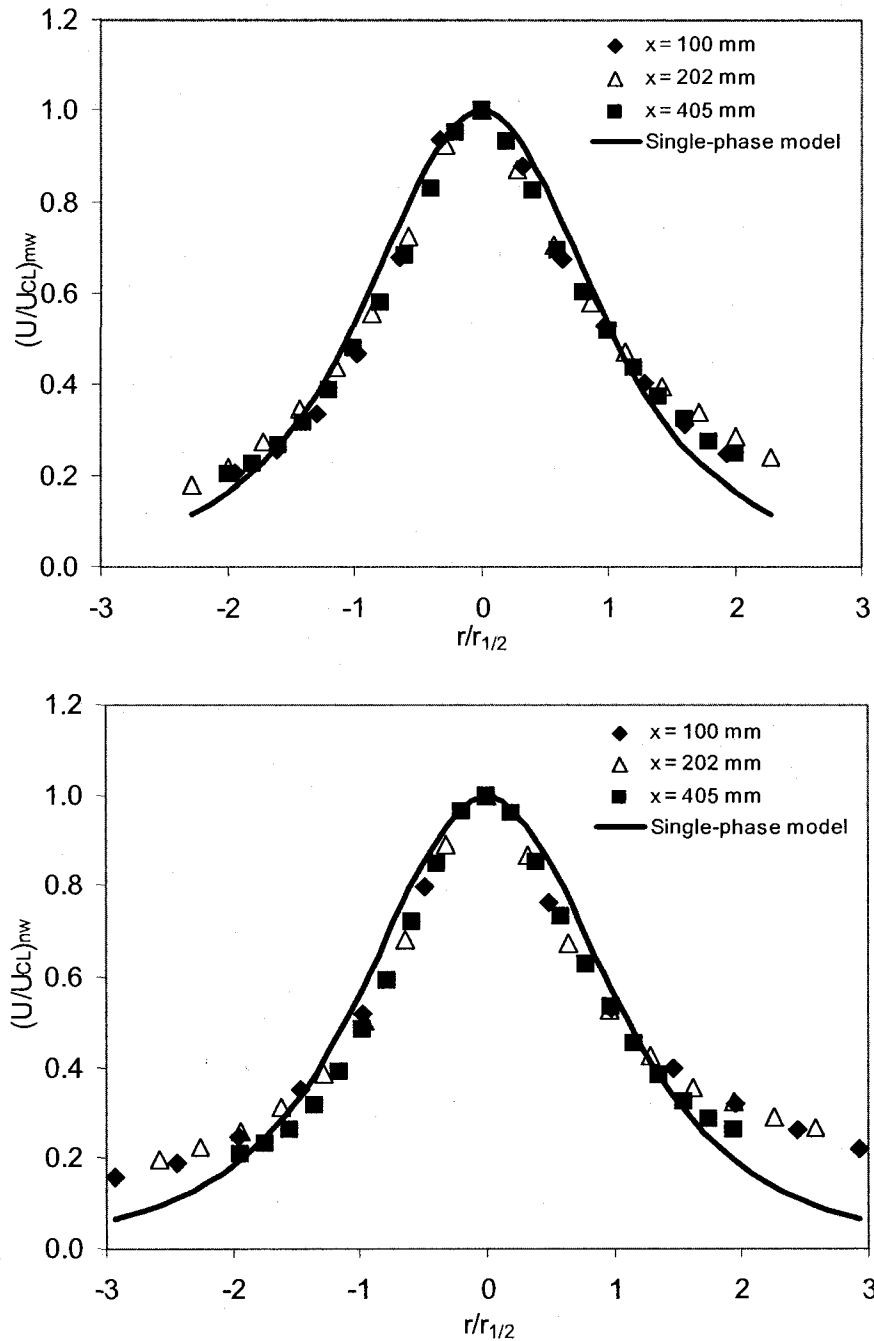 1.2
1.0
0.8
0.6
0.4
0.2
0.0
(U/UCL)mw
-3 -2 -1 0 1 2 3
r/r1/2
x = 100 mm
x = 202 mm
x = 405 mm
Single-phase model
1.2
1.0
0.8
0.6
0.4
0.2
0.0
(U/UCL)nw
-3 -2 -1 0 1 2 3
r/r1/2
x = 100 mm
x = 202 mm
x = 405 mm
Single-phase model